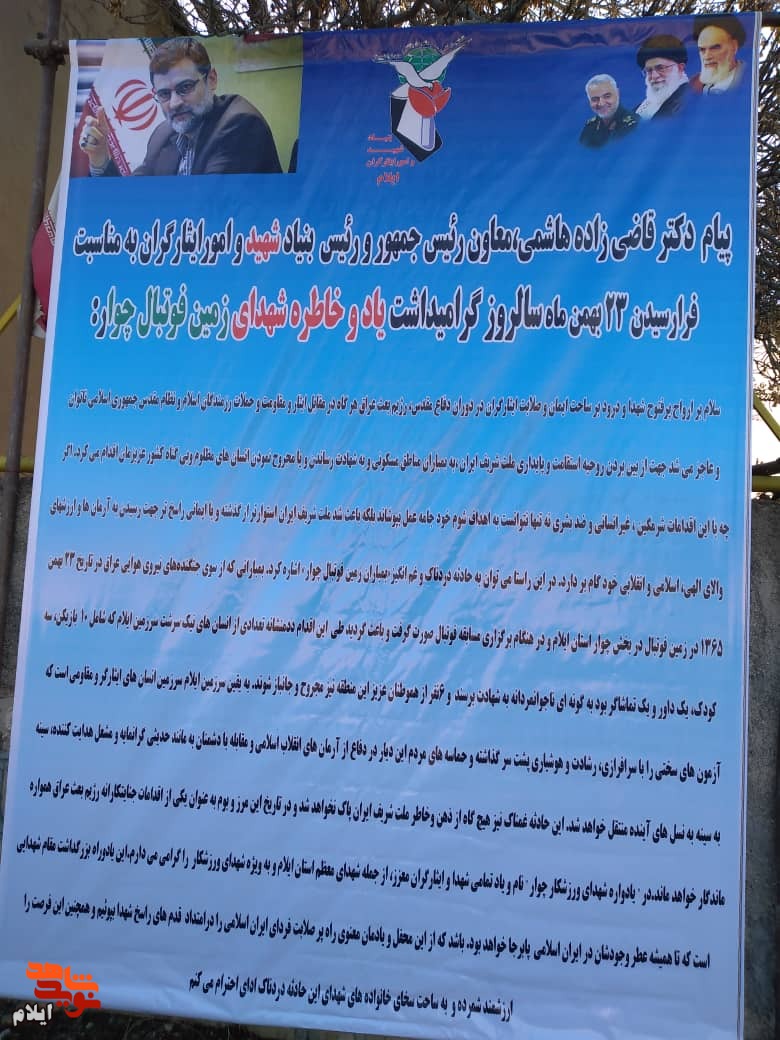 بنیاد
شهید
و امور ایثارگران
ایلام
پیام دکتر قاضی زاده هاشمی،معاون رئیس جمهور و رئیس بنیاد شهید و امورایثارگران به مناسبت
فرارسیدن ۲۳ بهمن ماه سالروز گرامیداشت یاد و خاطره شهدای زمین فوتبال چوار:
سلام بر ارواح پرفتوح شهدا و درود بر ساحت ایمان و صلابت ایثارگران در دوران دفاع مقدس، رژیم بعث عراق هر گاه در مقابل ایثار و مقاومت و حملات رزمندگان اسلام و نظام مقدس جمهوری اسلامی ناتوان
و عاجز می شد جهت از بین بردن روحیه استقامت و پایداری ملت شریف ایران ،به بمباران مناطق مسکونی و به شهادت رساندن و یا مجروح نمودن انسان های مظلوم وبی گناه کشور عزیزمان اقدام می کرد. اگر
چه با این اقدامات شرمگین ، غیرانسانی و ضد بشری نه تنها نتوانست به اهداف شوم خود جامه عمل بپوشاند بلکه باعث شد ملت شریف ایران استوارتر از گذشته و با ایمانی راسخ تر جهت رسیدن به آرمان ها و ارزشهای
والای الهی، اسلامی و انقلابی خود گام بر دارد. در این راستا می توان به حادثه دردناک و غم انگیز «بمباران زمین فوتبال چوار» اشاره کرد. بمبارانی که از سوی جنگنده‌های نیروی هوایی عراق در تاریخ ۲۳ بهمن
۱۳۶۵ در زمین فوتبال در بخش چوار استان ایلام و در هنگام برگزاری مسابقه فوتبال صورت گرفت و باعث گردید طی این اقدام ددمنشانه تعدادی از انسان های نیک سرشت سرزمین ایلام که شامل ۱۰ بازیکن، سه
کودک، یک داور و یک تماشاگر بود به گونه ای ناجوانمردانه به شهادت برسند و ۶نفر از هموطنان عزیز این منطقه نیز مجروح و جانباز شوند. به یقین سرزمین ایلام سرزمین انسان های ایثارگر و مقاومی است که
آزمون های سختی را با سرافرازی، رشادت و هوشیاری پشت سر گذاشته و حماسه های مردم این دیار در دفاع از آرمان های انقلاب اسلامی و مقابله با دشمنان به مانند حدیثی گرانمایه و مشعل هدایت کننده، سینه
به سینه به نسل های آینده منتقل خواهد شد. این حادثه غمناک نیز هیچ گاه از ذهن وخاطر ملت شریف ایران پاک نخواهد شد و در تاریخ این مرز و بوم به عنوان یکی از اقدامات جنایتکارانه رژیم بعث عراق همواره
ماندگار خواهد ماند.در " یادواره شهدای ورزشکار چوار " نام و یاد تمامی شهدا و ایثارگران معزز، از جمله شهدای معظم استان ایلام و به ویژه شهدای ورزشکار را گرامی می دارم.این یادواره بزرگداشت مقام شهدایی
است که تا همیشه عطر وجودشان در ایران اسلامی پابرجا خواهد بود. باشد که از این محفل و یادمان معنوی راه پر صلابت فردای ایران اسلامی را درامتداد قدم های راسخ شهدا بپوئیم و همچنین این فرصت را
ارزشمند شمرده و به ساحت سخای خانواده های شهدای این حادثه دردناک ادای احترام می کنم
نوید شاهد
ایلام